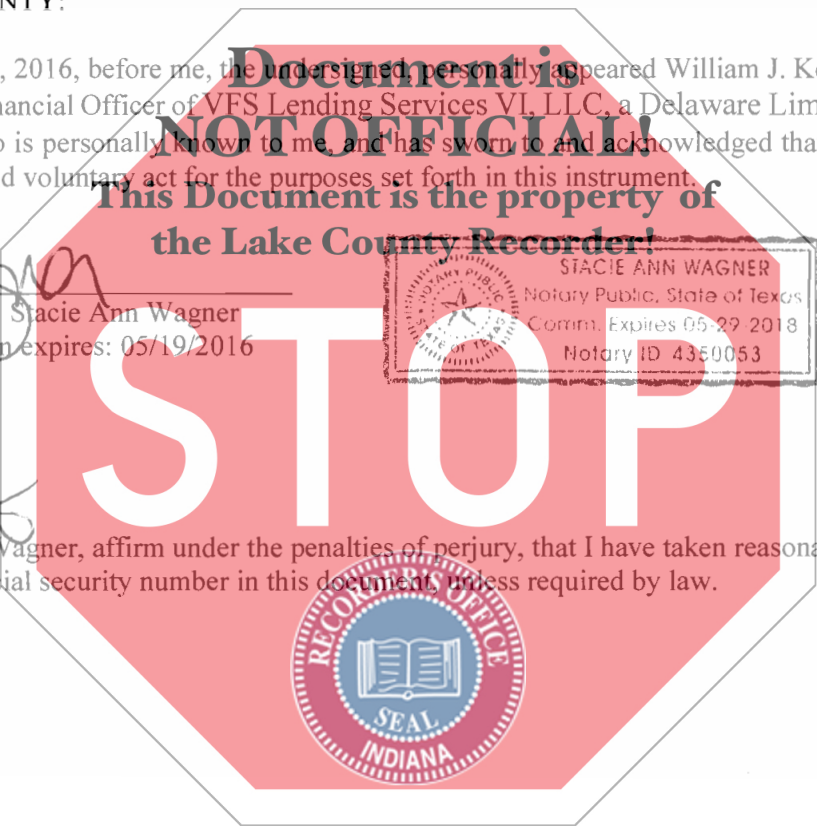 NTY:
Document is
, 2016, before me, the undersigned, personally appeared William J. Ke
nancial Officer of VFS Lending Services VI, LLC, a Delaware Lim
NOT OFFICIAL!
o is personally known to me, and has sworn to and acknowledged tha
d voluntary act for the purposes set forth in this instrument.
This Document is the property of
the Lake County Recorder!
STACIE ANN WAGNER
Notary Public, State of Texas
Comm. Expires 05-29-2018
Notary ID 4350053
NOTARY PUBLIC
STATE OF TEXAS
Stacie Ann Wagner
n expires: 05/19/2016
STOP
Wagner, affirm under the penalties of perjury, that I have taken reasona
ial security number in this document, unless required by law.
RECORDER'S OFFICE
SEAL
INDIANA